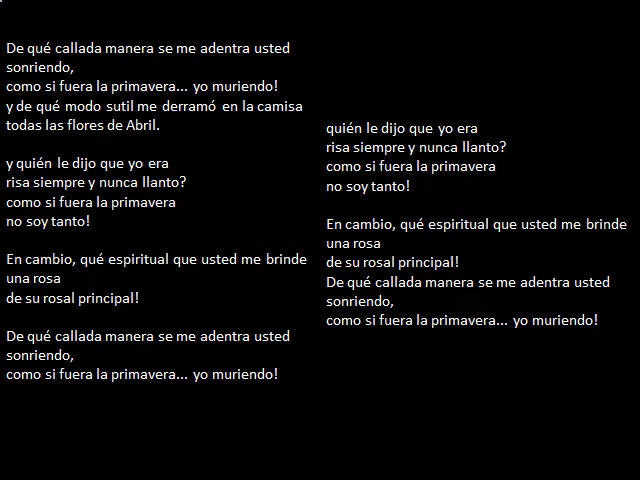 De qué callada manera se me adentra usted
sonriendo,
como si fuera la primavera... yo muriendo!
y de qué modo sutil me derramó en la camisa
todas las flores de Abril.

y quién le dijo que yo era
risa siempre y nunca llanto?
como si fuera la primavera
no soy tanto!

En cambio, qué espiritual que usted me brinde
una rosa
de su rosal principal!

De qué callada manera se me adentra usted
sonriendo,
como si fuera la primavera... yo muriendo!

quién le dijo que yo era
risa siempre y nunca llanto?
como si fuera la primavera
no soy tanto!

En cambio, qué espiritual que usted me brinde
una rosa
de su rosal principal!
De qué callada manera se me adentra usted
sonriendo,
como si fuera la primavera... yo muriendo!